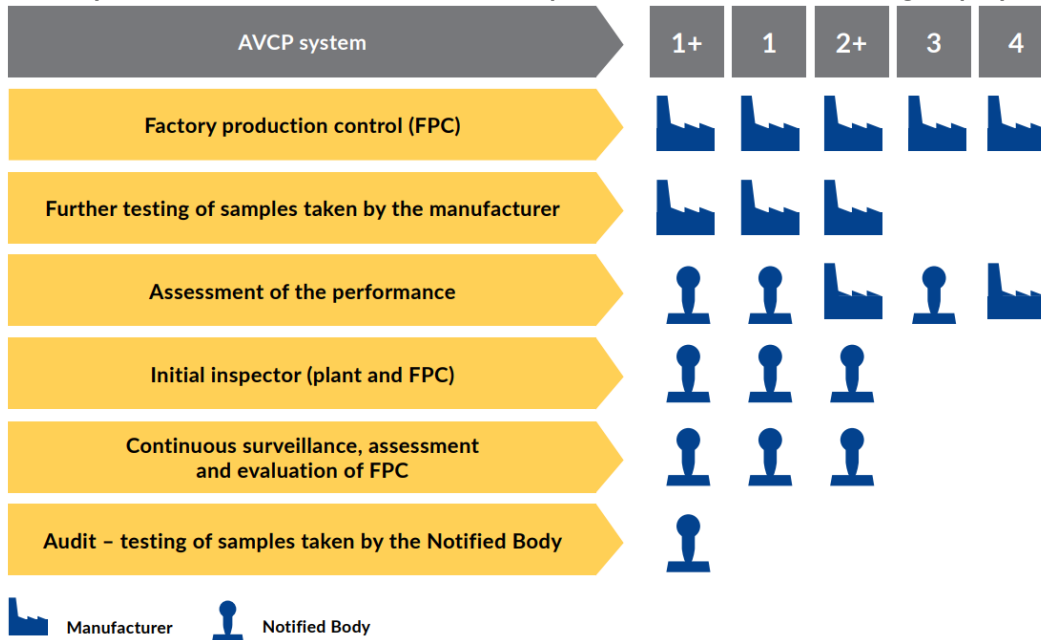 AVCP system
1+ 1 2+ 3 4
Factory production control (FPC)
Further testing of samples taken by the manufacturer
Assessment of the performance
Initial inspector (plant and FPC)
Continuous surveillance, assessment
and evaluation of FPC
Audit – testing of samples taken by the Notified Body
Manufacturer Notified Body